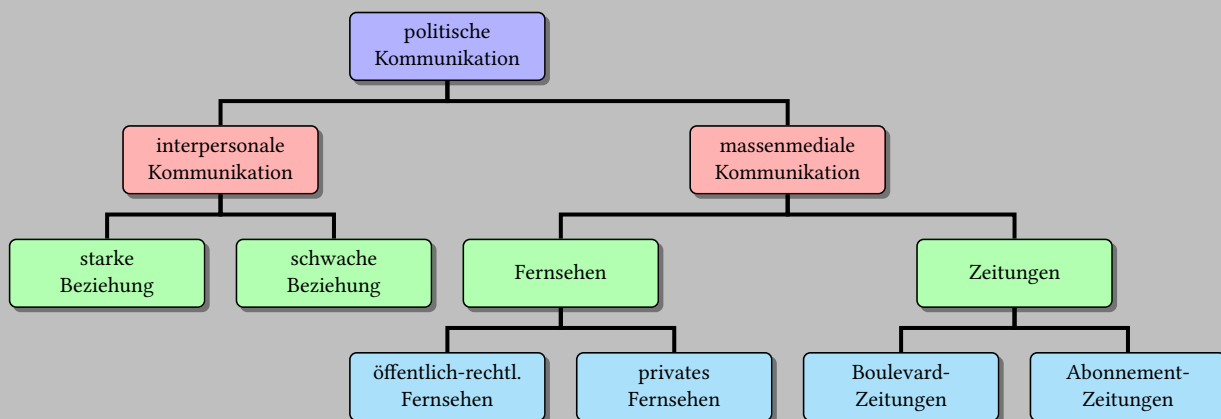 politische
Kommunikation
interpersonale
Kommunikation
massenmediale
Kommunikation
starke
Beziehung
schwache
Beziehung
Fernsehen
Zeitungen
öffentlich-rechtl.
Fernsehen
privates
Fernsehen
Boulevard-
Zeitungen
Abonnement-
Zeitungen